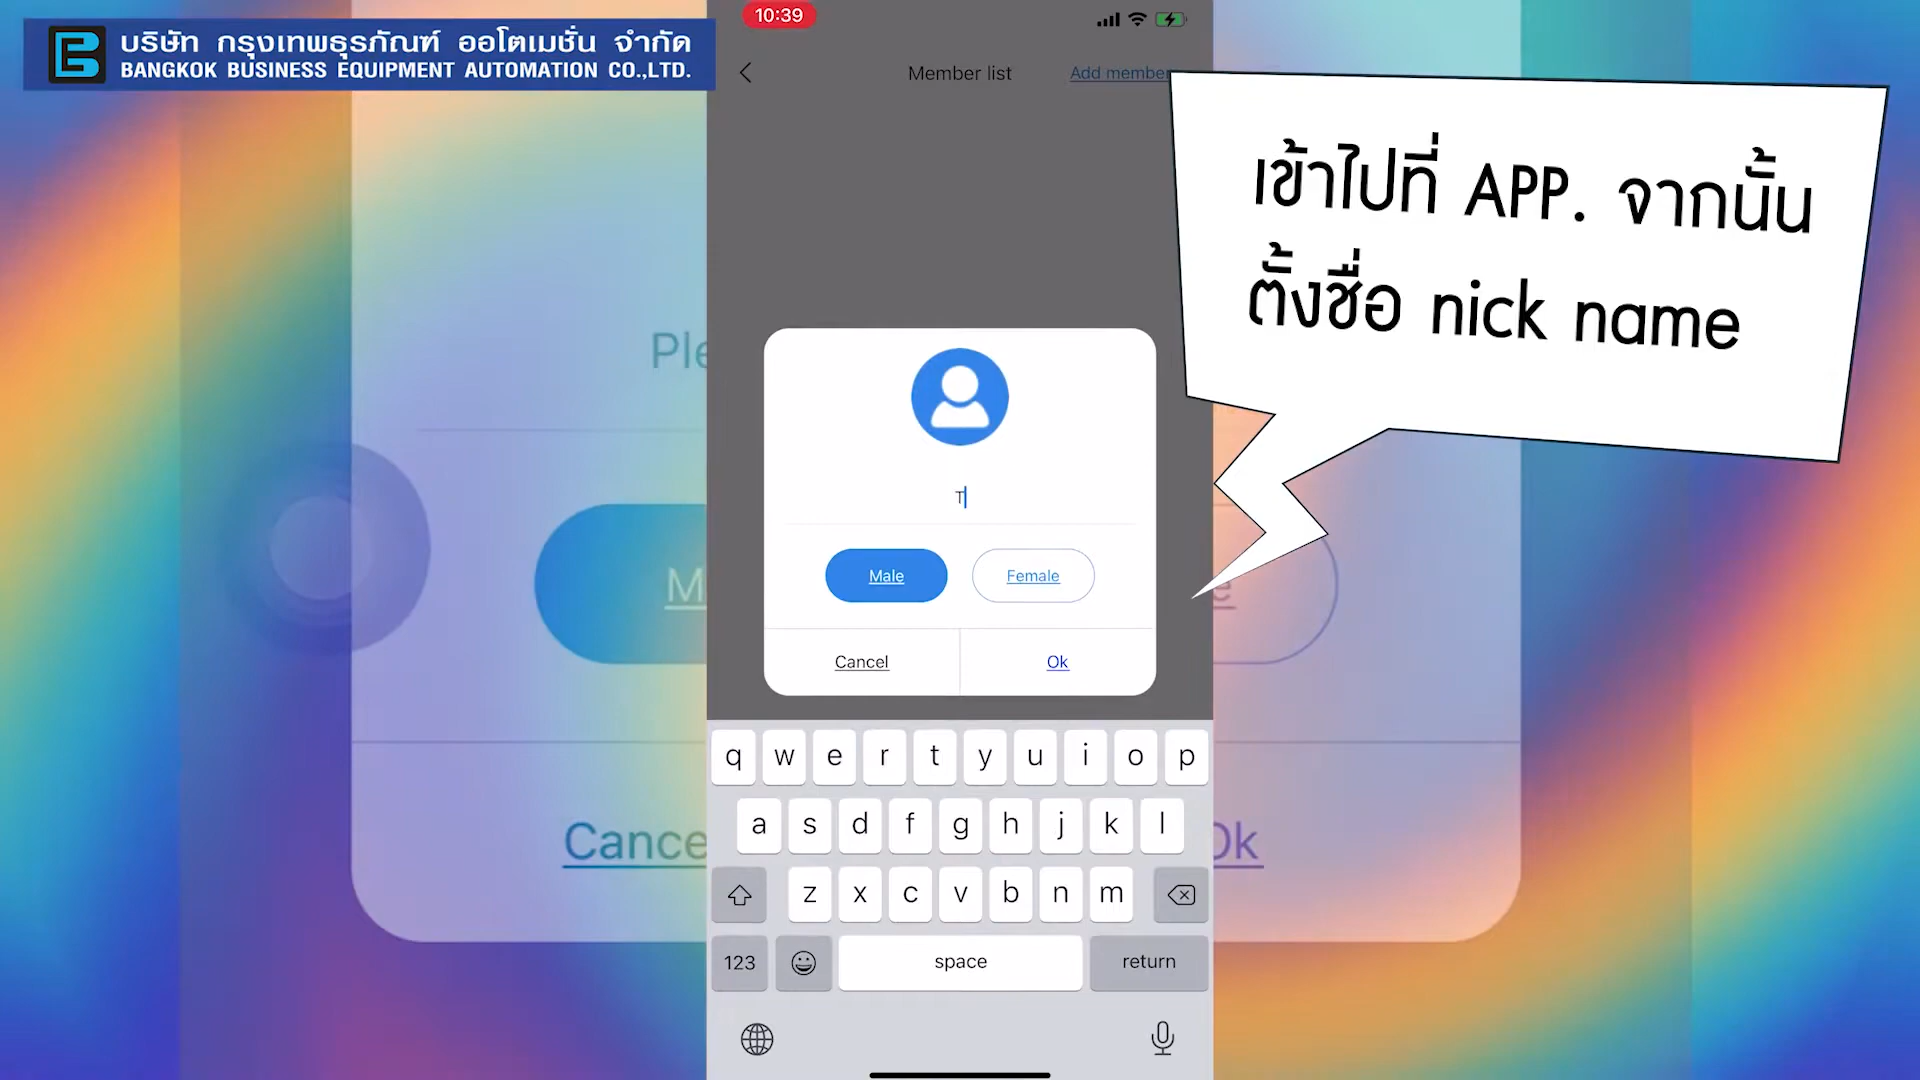 บริษัท กรุงเทพธุรภัณฑ์ ออโตเมชั่น จำกัด
BANGKOK BUSINESS EQUIPMENT AUTOMATION CO.,LTD.
10:39
Member list
Add member
เข้าไปที่ APP. จากนั้น
ตั้งชื่อ nick name
Ple
T
Male
Female
M
e
Cancel
Ok
Cance
Ok
q w e r t y u i o p
a s d f g h j k l
z x c v b n m
123
space
return